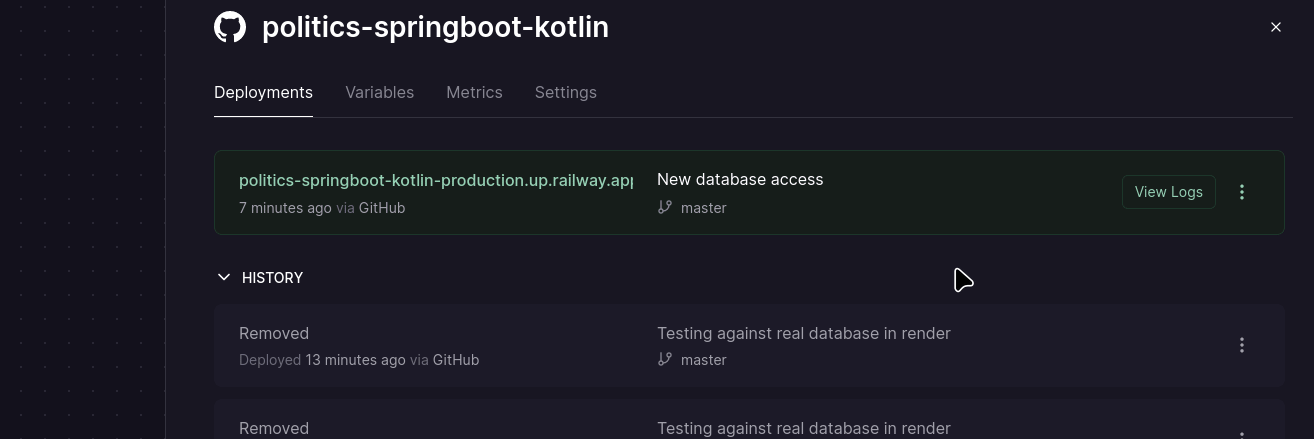 politics-springboot-kotlin
Deployments Variables Metrics Settings
politics-springboot-kotlin-production.up.railway.app New database access
7 minutes ago via GitHub master View Logs
HISTORY
Removed Testing against real database in render
Deployed 13 minutes ago via GitHub master
Removed Testing against real database in render